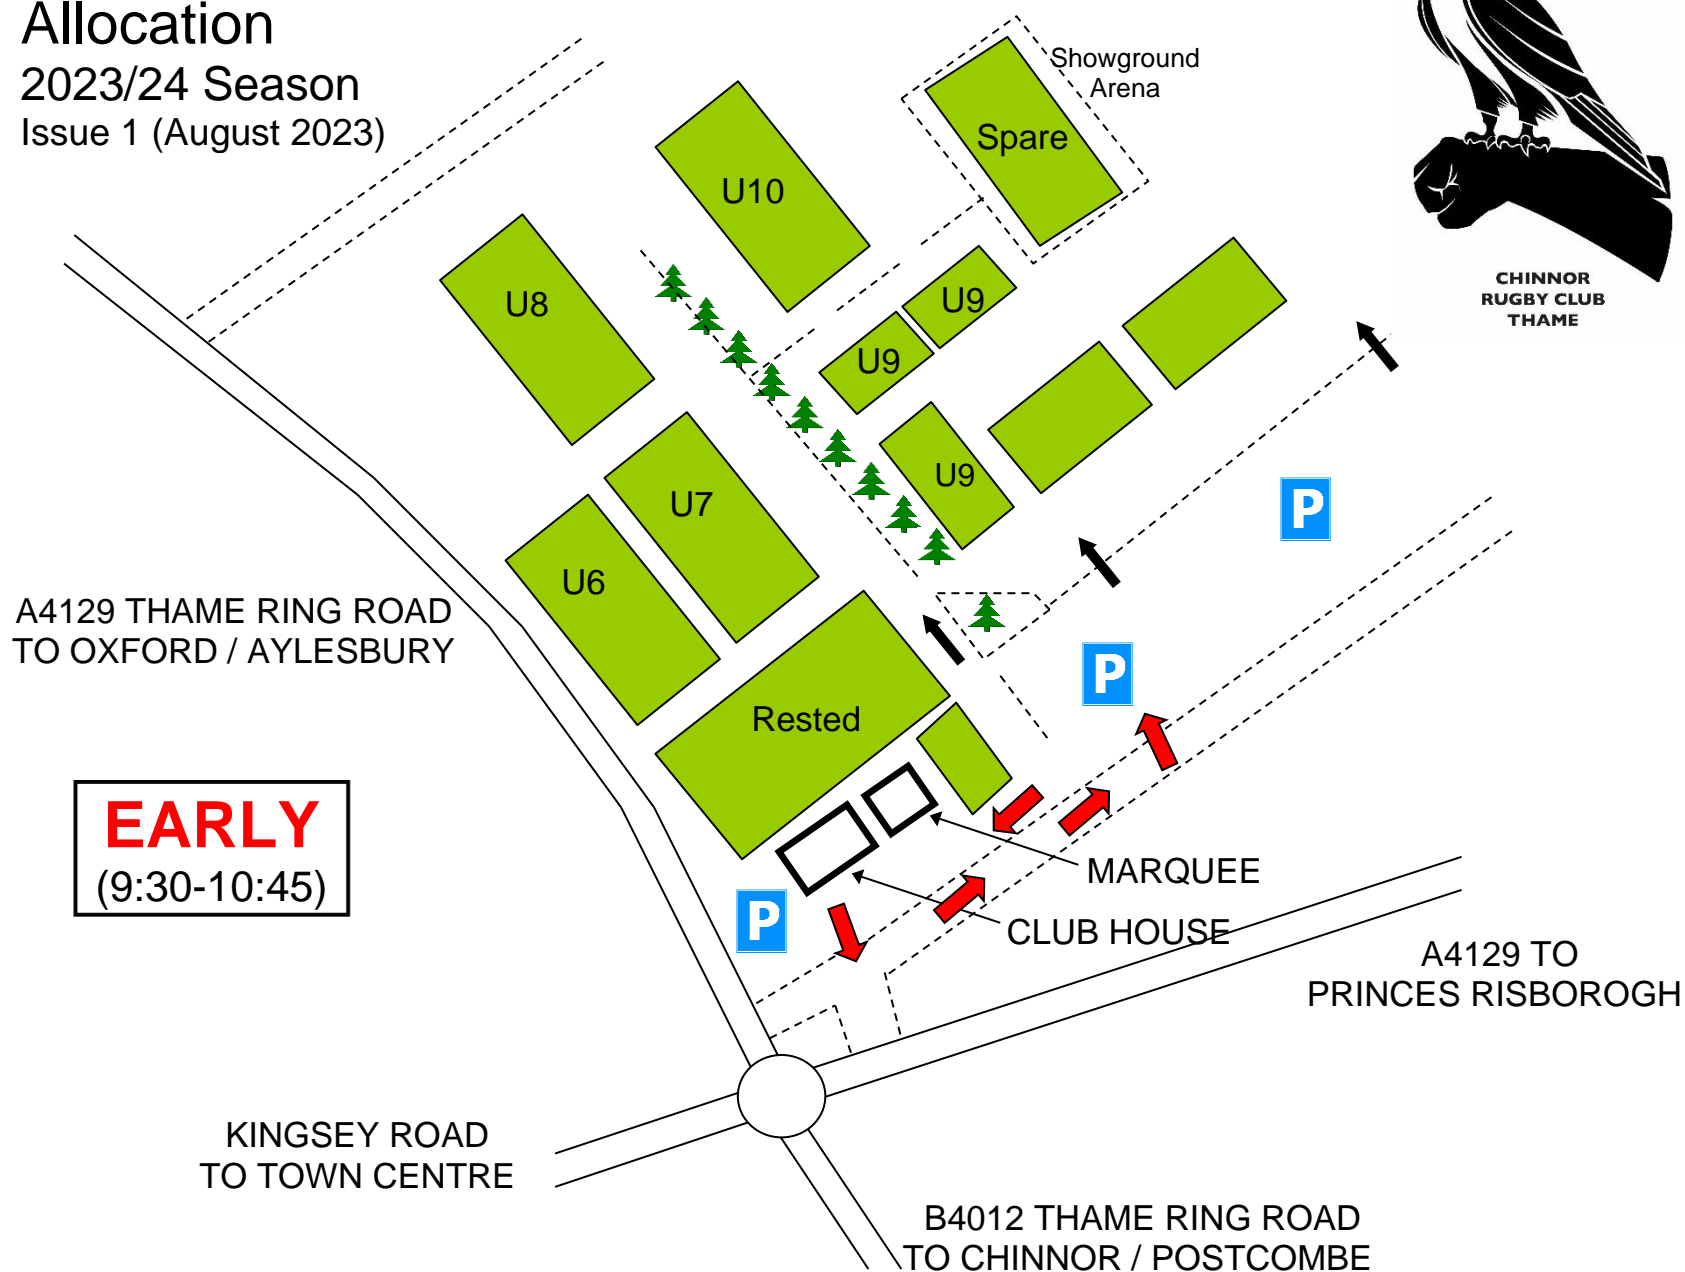 Allocation
2023/24 Season
Issue 1 (August 2023)
Showground
Arena
Spare
U10
U8
U9
U9
U9
U7
U6
CHINNOR
RUGBY CLUB
THAME
P
P
A4129 THAME RING ROAD
TO OXFORD / AYLESBURY
Rested
EARLY
(9:30-10:45)
MARQUEE
P
CLUB HOUSE
A4129 TO
PRINCES RISBOROGH
KINGSEY ROAD
TO TOWN CENTRE
B4012 THAME RING ROAD
TO CHINNOR / POSTCOMBE